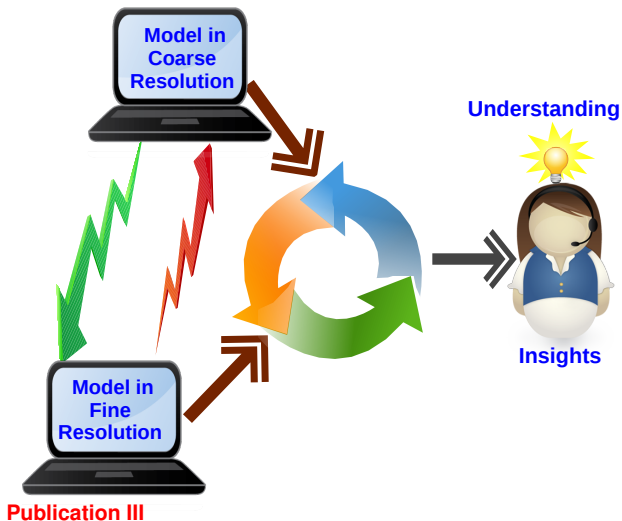 Model in
Coarse
Resolution
Understanding
Insights
Model in
Fine
Resolution
Publication III